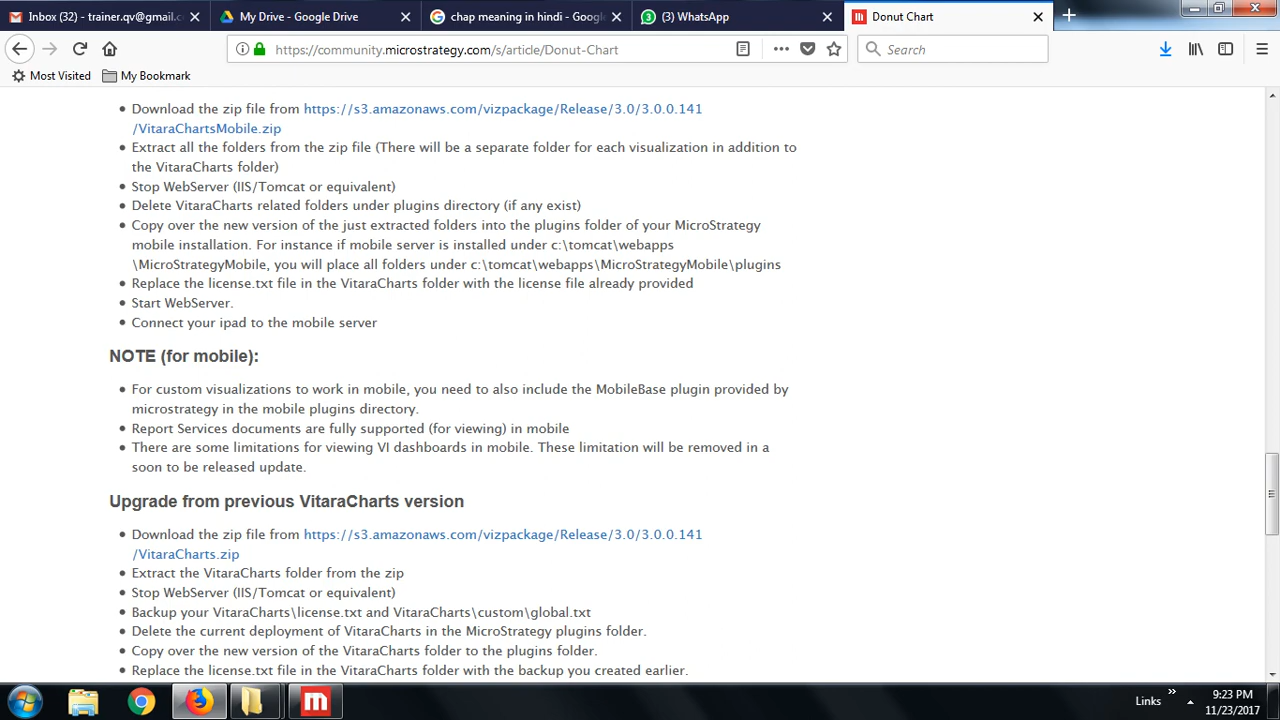 Inbox (32) - trainer.qv@gmail.c
My Drive - Google Drive
chap meaning in hindi - Goog
(3) WhatsApp
Donut Chart
https://community.microstrategy.com/s/article/Donut-Chart
Search
Most Visited
My Bookmark
• Download the zip file from https://s3.amazonaws.com/vizpackage/Release/3.0/3.0.0.141
/VitaraChartsMobile.zip
• Extract all the folders from the zip file (There will be a separate folder for each visualization in addition to
the VitaraCharts folder)
• Stop WebServer (IIS/Tomcat or equivalent)
• Delete VitaraCharts related folders under plugins directory (if any exist)
• Copy over the new version of the just extracted folders into the plugins folder of your MicroStrategy
mobile installation. For instance if mobile server is installed under c:\tomcat\webapps
\MicroStrategyMobile, you will place all folders under c:\tomcat\webapps\MicroStrategyMobile\plugins
• Replace the license.txt file in the VitaraCharts folder with the license file already provided
• Start WebServer.
• Connect your ipad to the mobile server
NOTE (for mobile):
• For custom visualizations to work in mobile, you need to also include the MobileBase plugin provided by
microstrategy in the mobile plugins directory.
• Report Services documents are fully supported (for viewing) in mobile
• There are some limitations for viewing VI dashboards in mobile. These limitation will be removed in a
soon to be released update.
Upgrade from previous VitaraCharts version
• Download the zip file from https://s3.amazonaws.com/vizpackage/Release/3.0/3.0.0.141
/VitaraCharts.zip
• Extract the VitaraCharts folder from the zip
• Stop WebServer (IIS/Tomcat or equivalent)
• Backup your VitaraCharts\license.txt and VitaraCharts\custom\global.txt
• Delete the current deployment of VitaraCharts in the MicroStrategy plugins folder.
• Copy over the new version of the VitaraCharts folder to the plugins folder.
• Replace the license.txt file in the VitaraCharts folder with the backup you created earlier.
Links
9:23 PM
11/23/2017